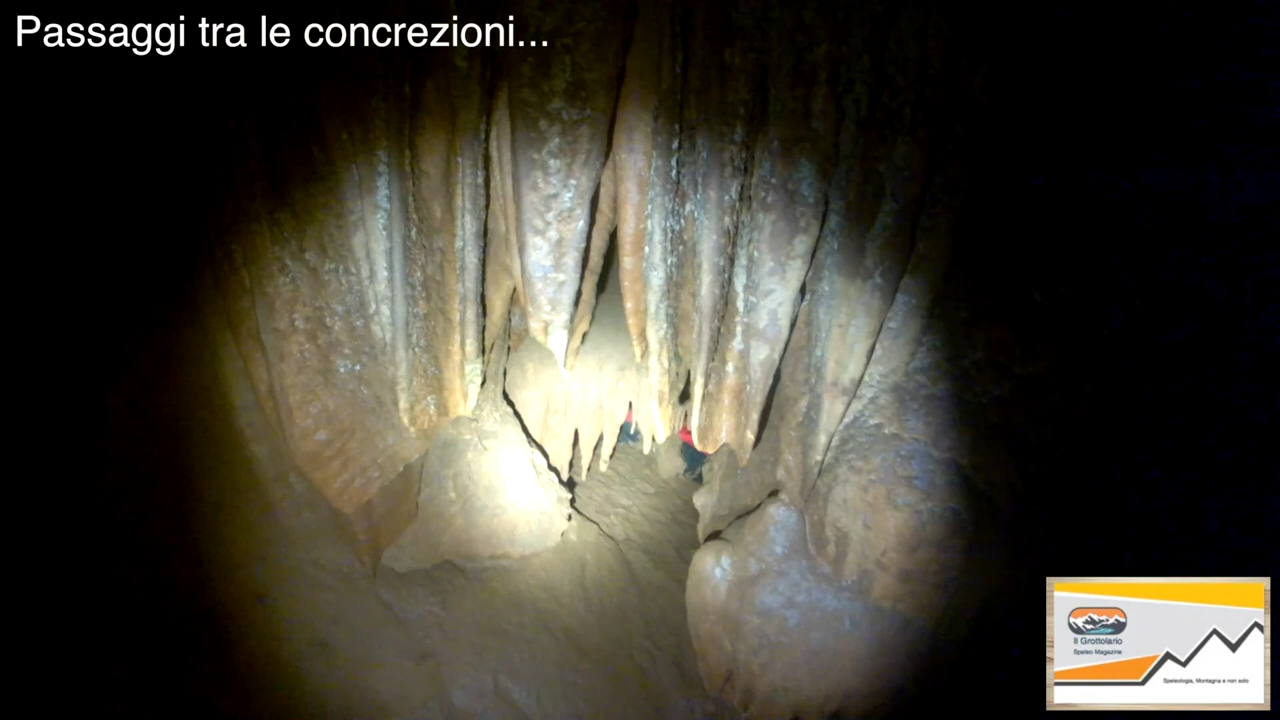 Passaggi tra le concrezioni...
Il Grottolario
Speleo Magazine
Speleologia, Montagna e non solo